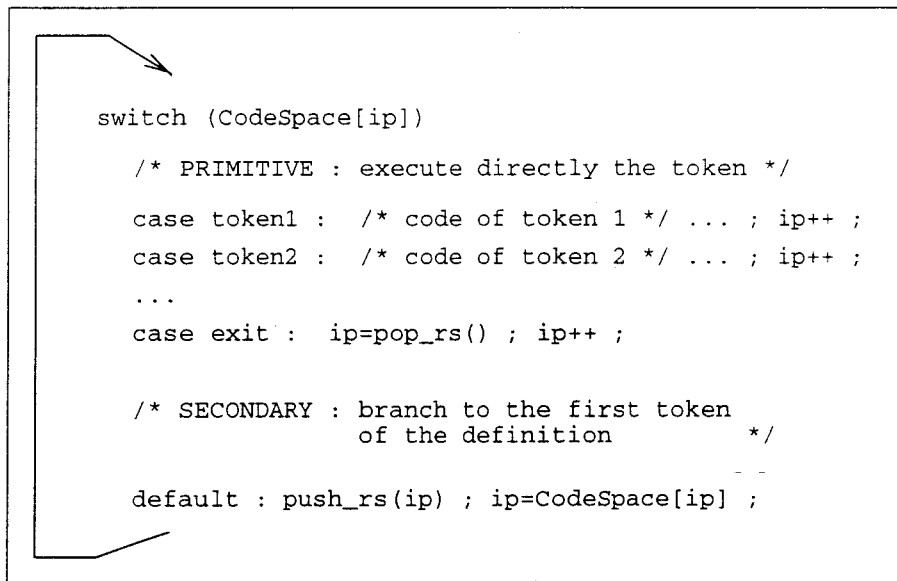 switch (CodeSpace[ip])
/* PRIMITIVE : execute directly the token */
case token1 : /* code of token 1 */ ... ; ip++ ;
case token2 : /* code of token 2 */ ... ; ip++ ;
...
case exit : ip=pop_rs() ; ip++ ;
/* SECONDARY : branch to the first token
of the definition */
default : push_rs(ip) ; ip=CodeSpace[ip] ;